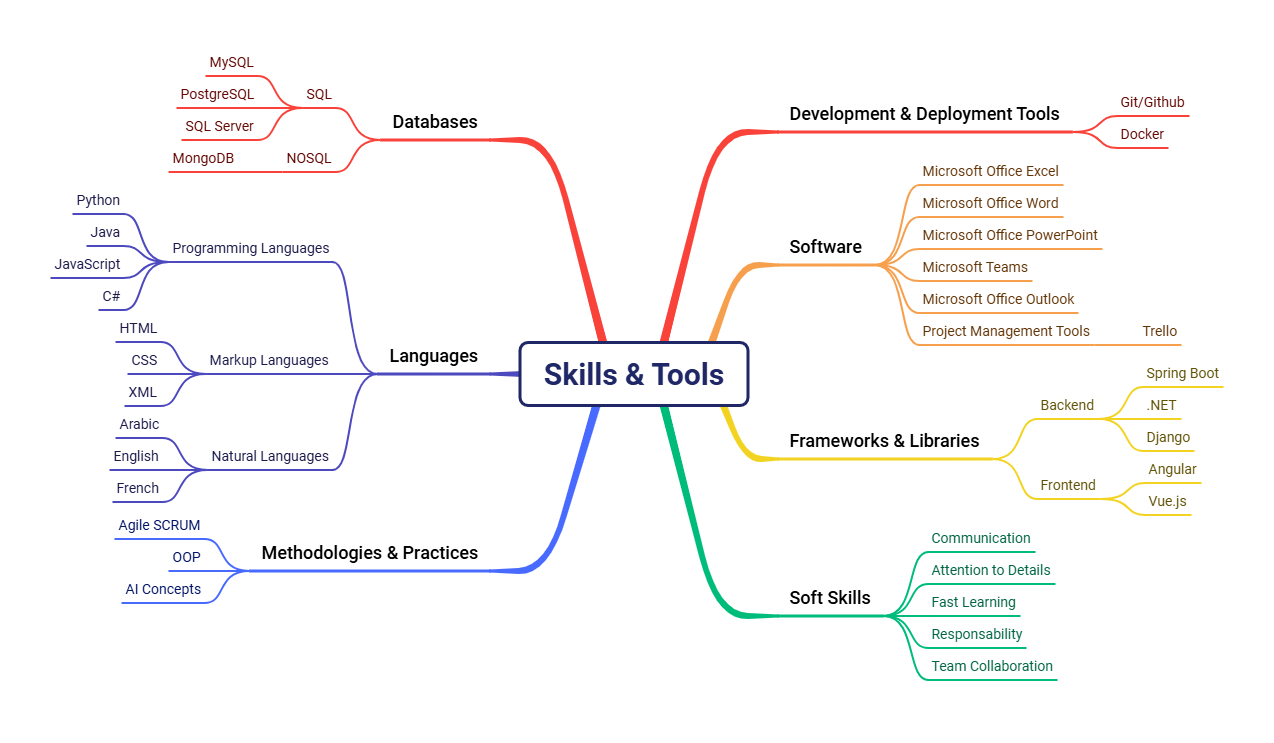 Skills & Tools
Databases
SQL
MySQL
PostgreSQL
SQL Server
NOSQL
MongoDB
Languages
Programming Languages
Python
Java
JavaScript
C#
Markup Languages
HTML
CSS
XML
Natural Languages
Arabic
English
French
Methodologies & Practices
Agile SCRUM
OOP
AI Concepts
Development & Deployment Tools
Git/Github
Docker
Software
Microsoft Office Excel
Microsoft Office Word
Microsoft Office PowerPoint
Microsoft Teams
Microsoft Office Outlook
Project Management Tools
Trello
Frameworks & Libraries
Backend
Spring Boot
.NET
Django
Frontend
Angular
Vue.js
Soft Skills
Communication
Attention to Details
Fast Learning
Responsability
Team Collaboration